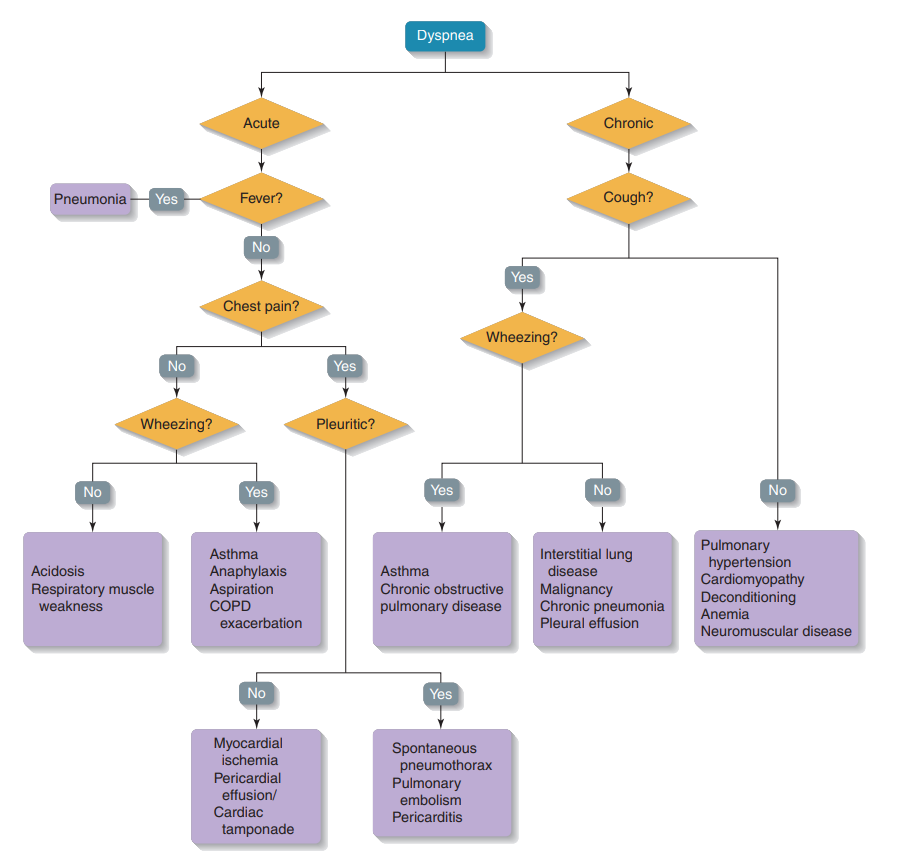 Dyspnea
Acute
Chronic
Pneumonia
Yes
Fever?
Cough?
No
Yes
Chest pain?
Wheezing?
No
Yes
Wheezing?
Pleuritic?
No
Yes
Yes
No
No
Acidosis
Respiratory muscle
weakness
Asthma
Anaphylaxis
Aspiration
COPD
exacerbation
Asthma
Chronic obstructive
pulmonary disease
Interstitial lung
disease
Malignancy
Chronic pneumonia
Pleural effusion
Pulmonary
hypertension
Cardiomyopathy
Deconditioning
Anemia
Neuromuscular disease
No
Yes
Myocardial
ischemia
Pericardial
effusion/
Cardiac
tamponade
Spontaneous
pneumothorax
Pulmonary
embolism
Pericarditis